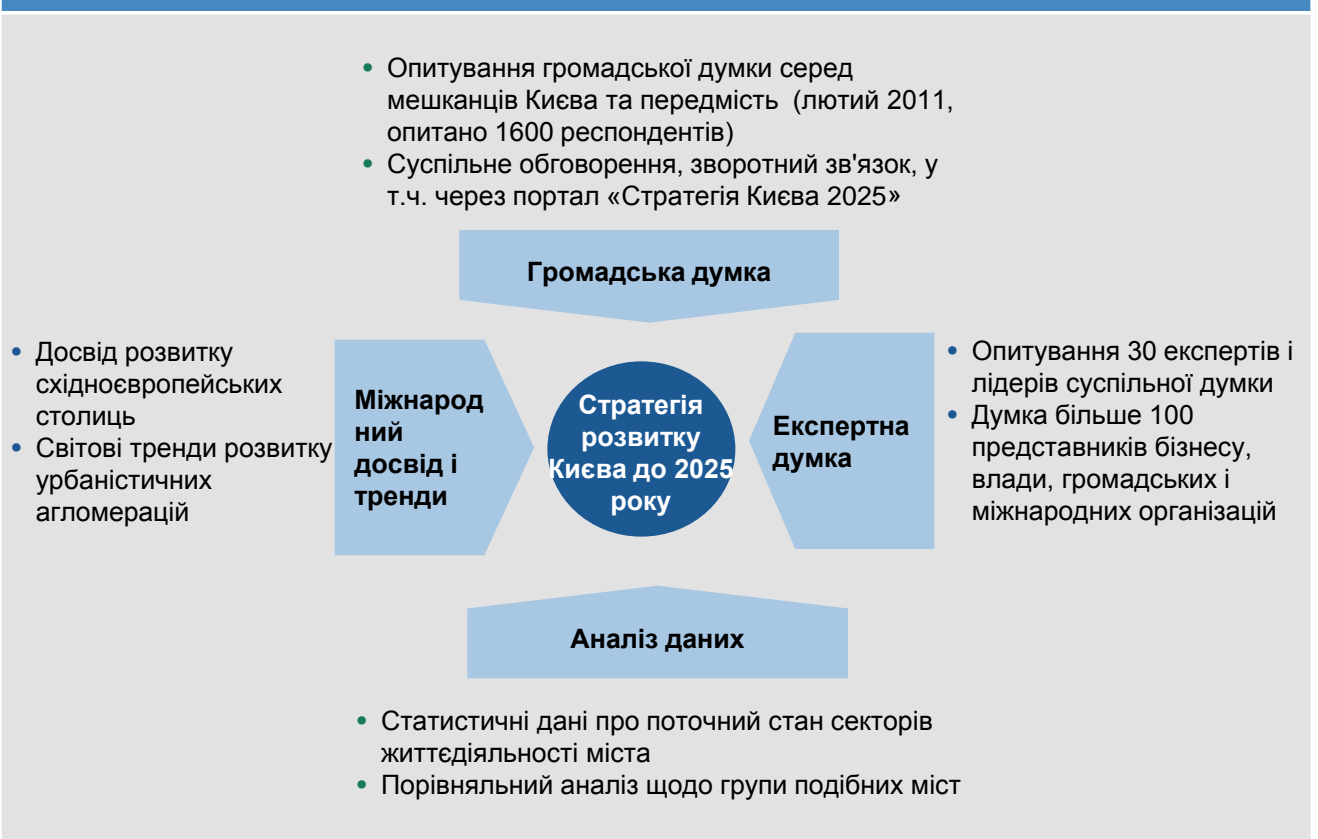 • Опитування громадської думки серед
мешканців Києва та передмість (лютий 2011,
опитано 1600 респондентів)
• Суспільне обговорення, зворотний зв'язок, у
т.ч. через портал «Стратегія Києва 2025»
Громадська думка
• Досвід розвитку
східноєвропейських
столиць
• Світові тренди розвитку
урбаністичних
агломерацій
Міжнарод
ний
досвід і
тренди
Стратегія
розвитку
Києва до 2025
року
Експертна
думка
• Опитування 30 експертів і
лідерів суспільної думки
• Думка більше 100
представників бізнесу,
влади, громадських і
міжнародних організацій
Аналіз даних
• Статистичні дані про поточний стан секторів
життєдіяльності міста
• Порівняльний аналіз щодо групи подібних міст